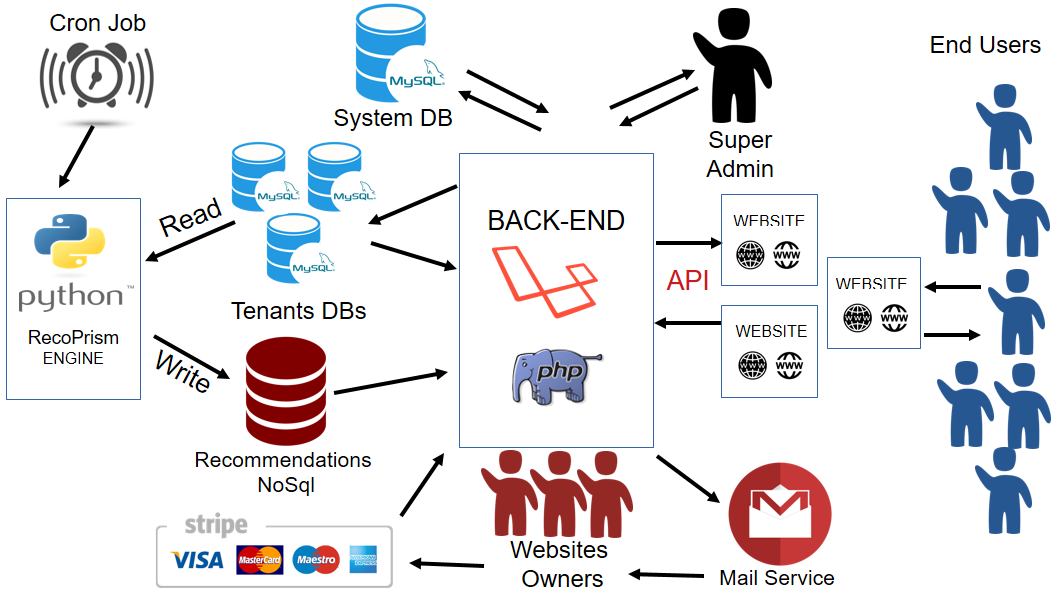 Cron Job
MySQL
System DB
Super
Admin
End Users
MySQL
MySQL
MySQL
Tenants DBs
Read
python™
RecoPrism
ENGINE
Write
Recommendations
NoSql
BACK-END
php
API
WEBSITE
WWW
WWW
WEBSITE
WWW
WWW
WEBSITE
WWW
WWW
stripe
VISA
MasterCard
Maestro
AMERICAN
EXPRESS
Websites
Owners
Mail Service